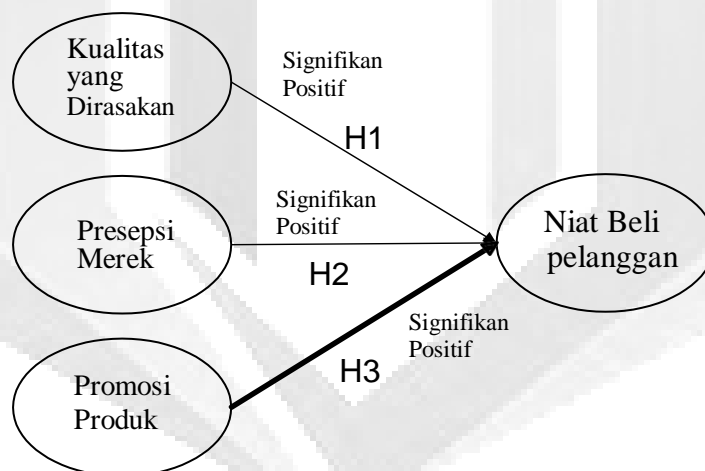 Kualitas
yang
Dirasakan
Signifikan
Positif
H1
Presepsi
Merek
Signifikan
Positif
H2
Niat Beli
pelanggan
Promosi
Produk
Signifikan
Positif
H3